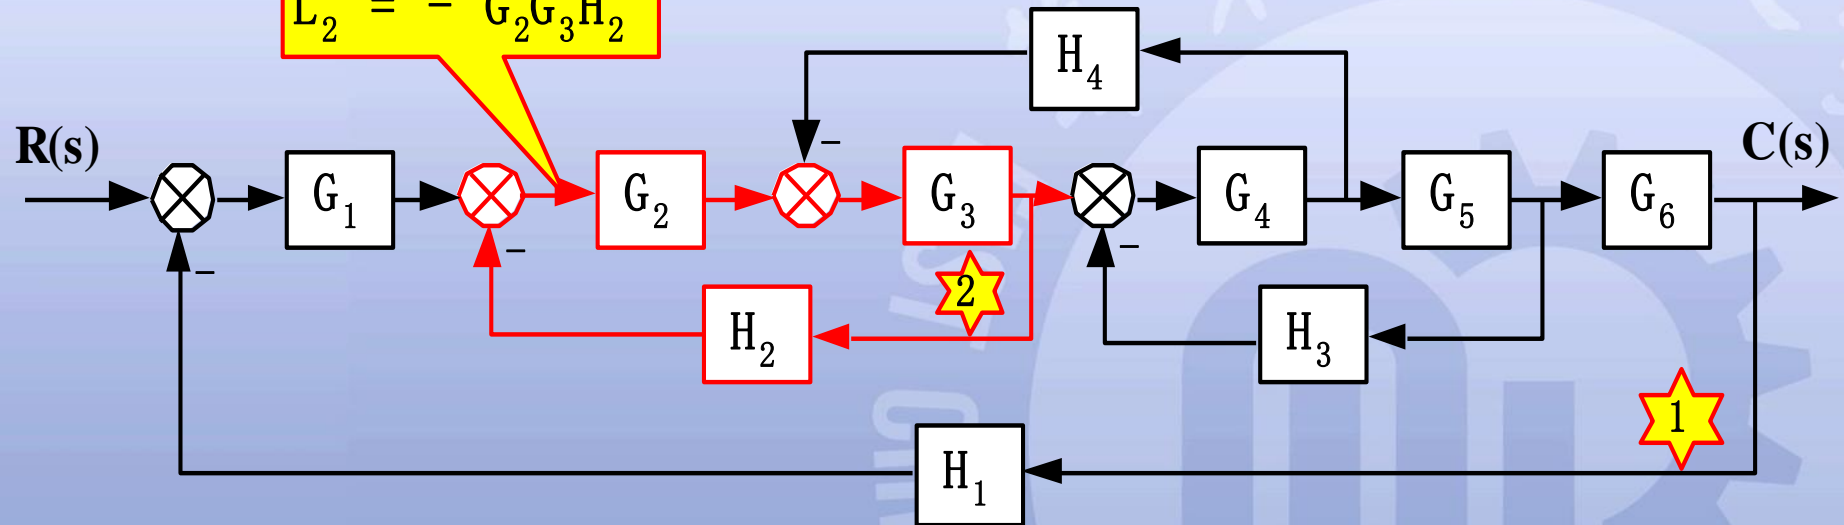 L₂ = - G₂G₃H₂
H₄
-
R(s)
G₁
G₂
G₃
G₄
G₅
G₆
C(s)
-
-
-
2
H₂
H₃
1
H₁